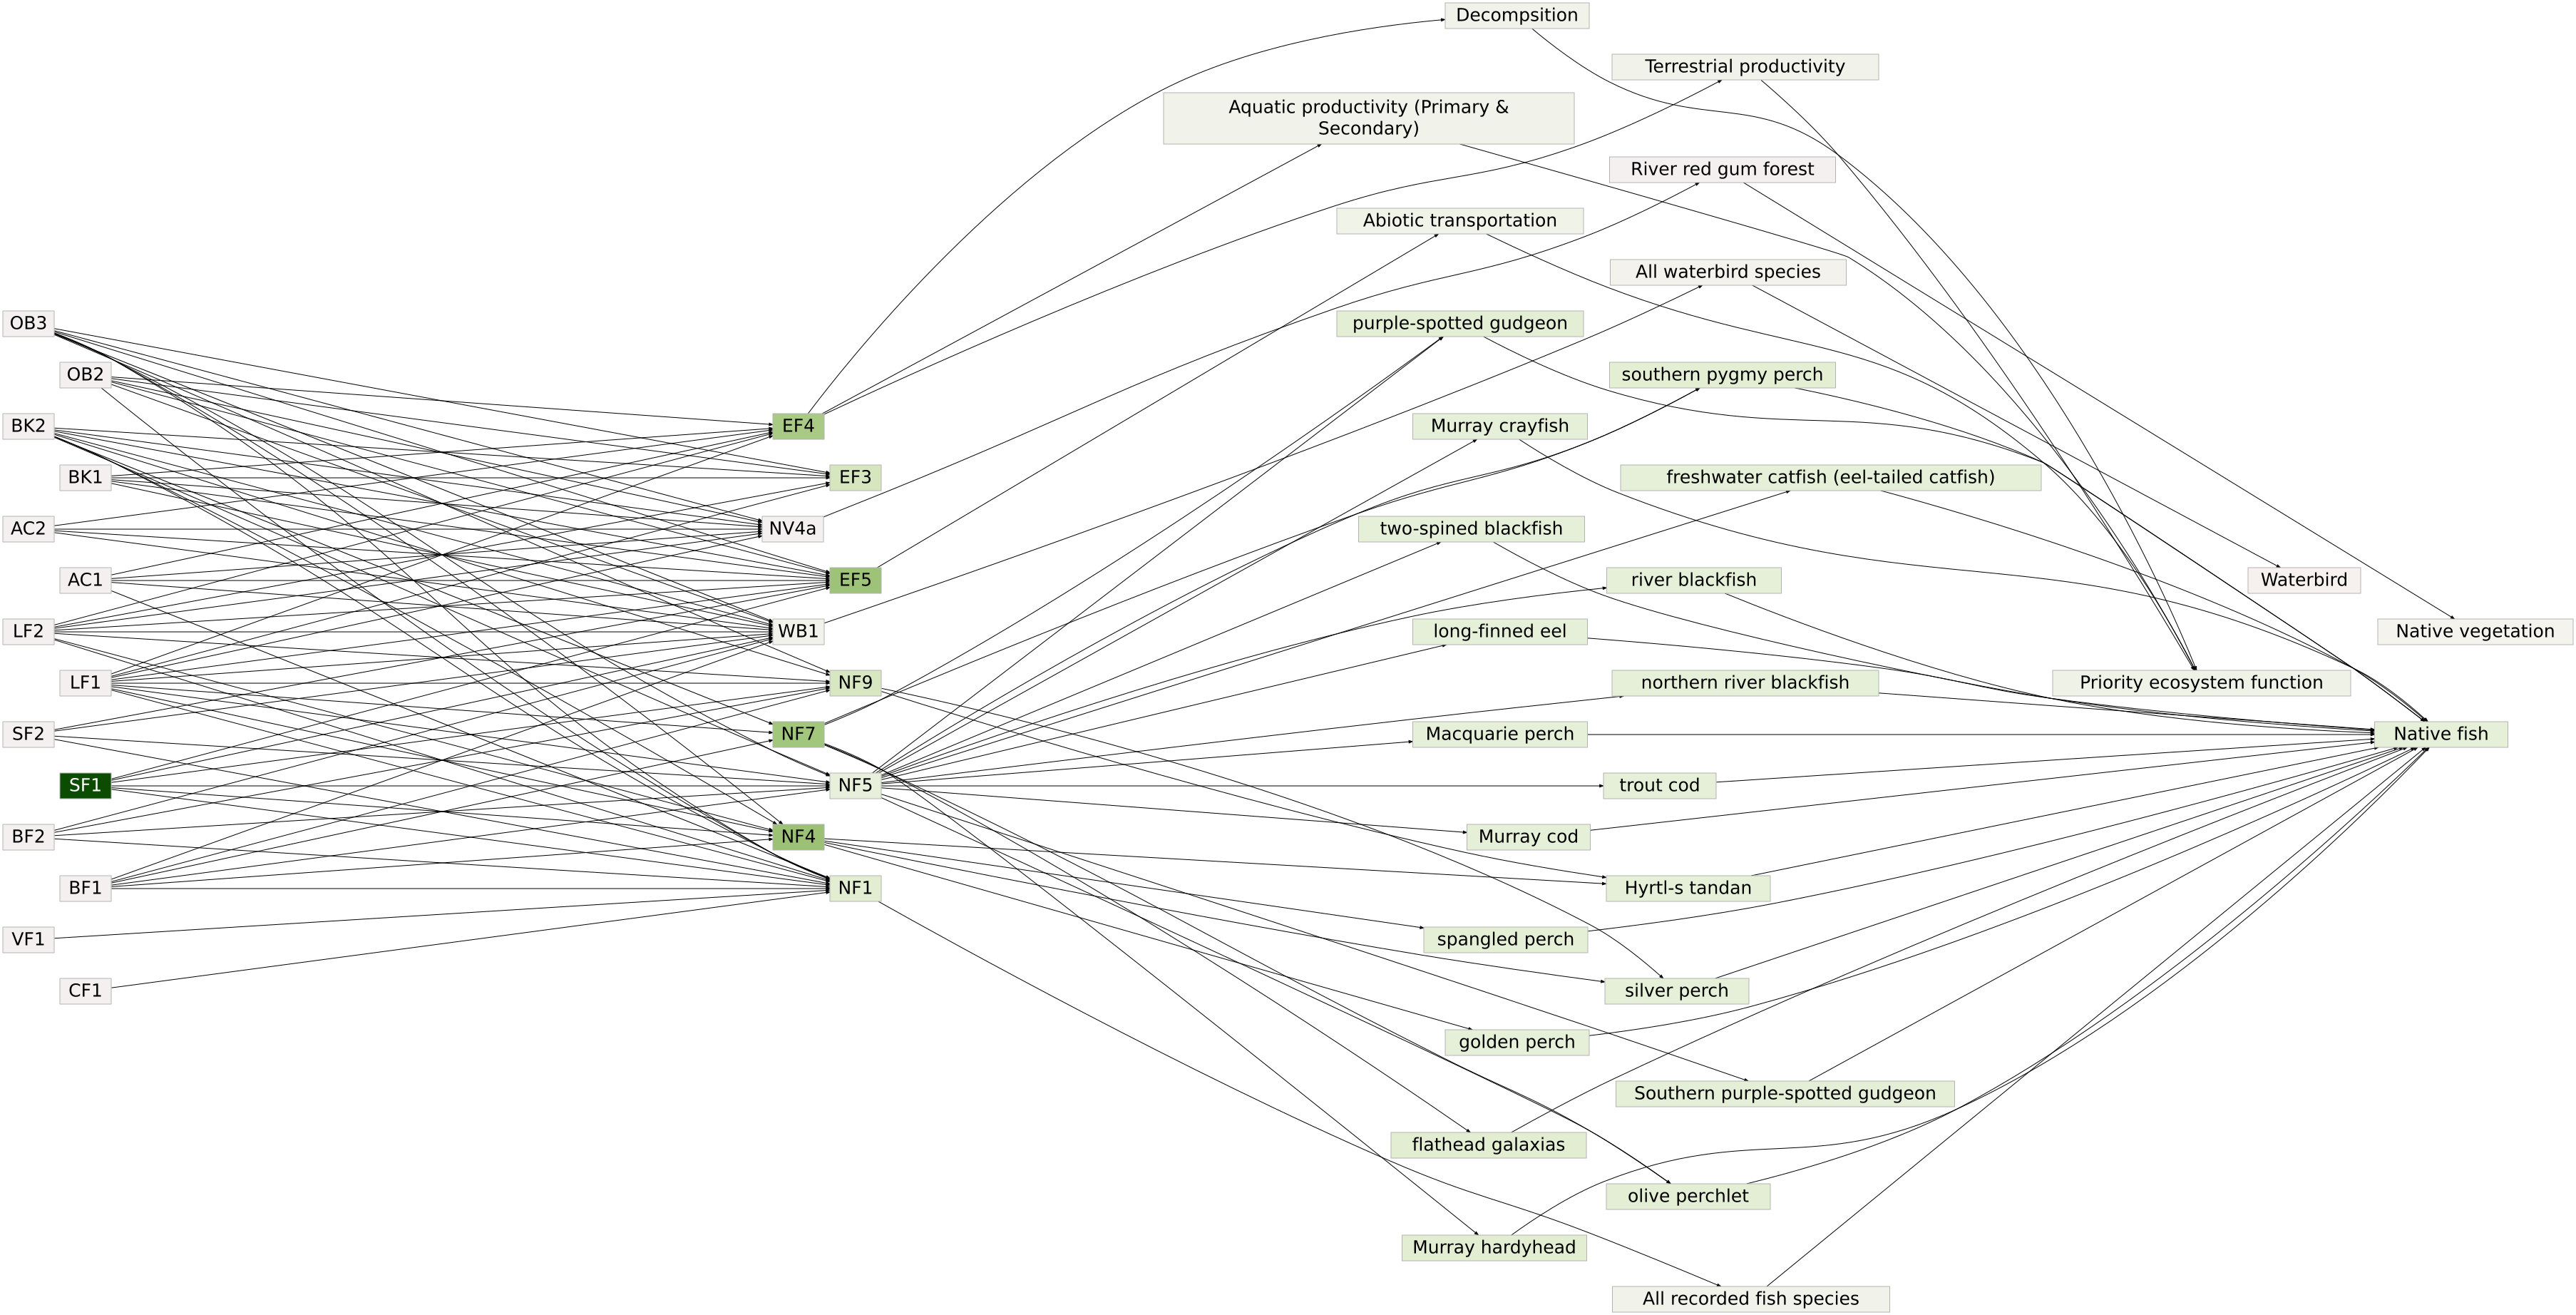 Decompsition
Terrestrial productivity
Aquatic productivity (Primary &
Secondary)
River red gum forest
Abiotic transportation
All waterbird species
OB3
purple-spotted gudgeon
OB2
southern pygmy perch
BK2
EF4
Murray crayfish
BK1
EF3
freshwater catfish (eel-tailed catfish)
AC2
NV4a
two-spined blackfish
AC1
EF5
river blackfish
Waterbird
LF2
WB1
long-finned eel
Native vegetation
LF1
NF9
northern river blackfish
Priority ecosystem function
SF2
NF7
Macquarie perch
Native fish
SF1
NF5
trout cod
BF2
NF4
Murray cod
BF1
NF1
Hyrtl-s tandan
VF1
spangled perch
CF1
silver perch
golden perch
Southern purple-spotted gudgeon
flathead galaxias
olive perchlet
Murray hardyhead
All recorded fish species